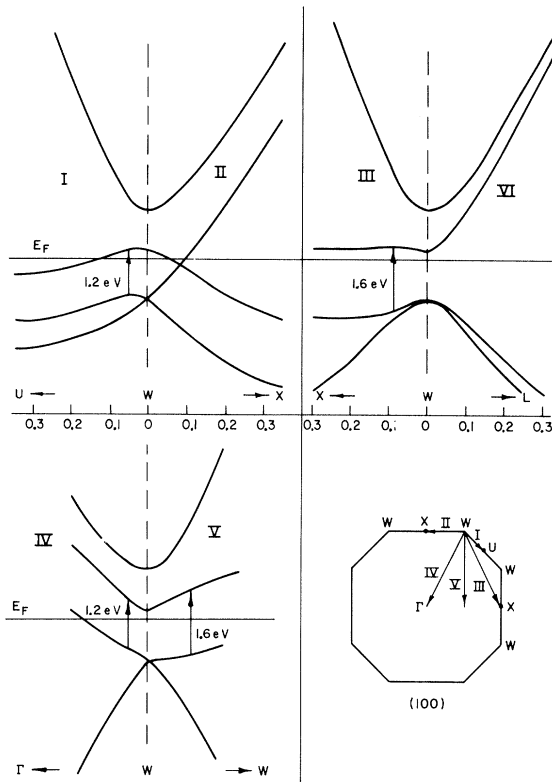 I
II
E_F
1.2 eV
U ← W → X
0.3 0.2 0.1 0 0.1 0.2 0.3
III
VI
1.6 eV
X ← W → L
0.3 0.2 0.1 0 0.1 0.2 0.3
IV
V
E_F
1.2 eV
1.6 eV
Γ ← W → W
W X II W
I
U
IV V III W
Γ X
W
(100)